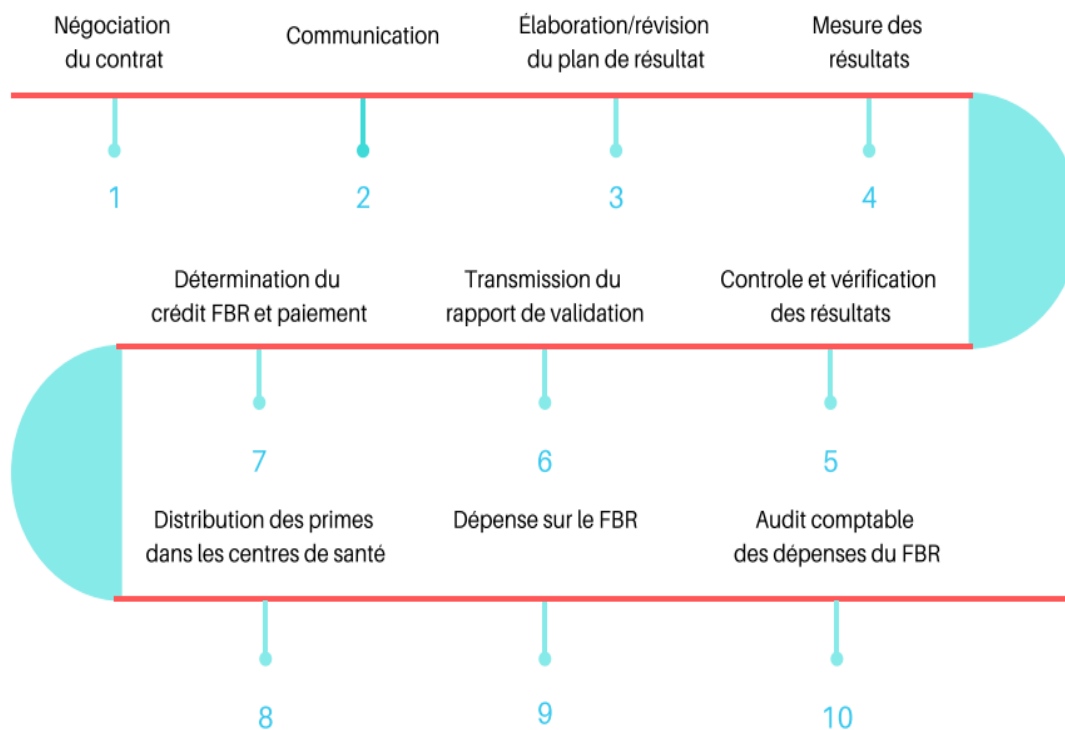 Négociation
du contrat
Communication
Élaboration/révision
du plan de résultat
Mesure des
résultats
1
2
3
4
Détermination du
crédit FBR et paiement
Transmission du
rapport de validation
Controle et vérification
des résultats
7
6
5
Distribution des primes
dans les centres de santé
Dépense sur le FBR
Audit comptable
des dépenses du FBR
8
9
10